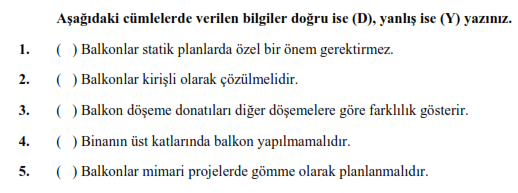 Aşağıdaki cümlelerde verilen bilgiler doğru ise (D), yanlış ise (Y) yazınız.
1. ( ) Balkonlar statik planlarda özel bir önem gerektirmez.
2. ( ) Balkonlar kirişli olarak çözülmelidir.
3. ( ) Balkon döşeme donatıları diğer döşemelere göre farklılık gösterir.
4. ( ) Binanın üst katlarında balkon yapılmamalıdır.
5. ( ) Balkonlar mimari projelerde gömme olarak planlanmalıdır.